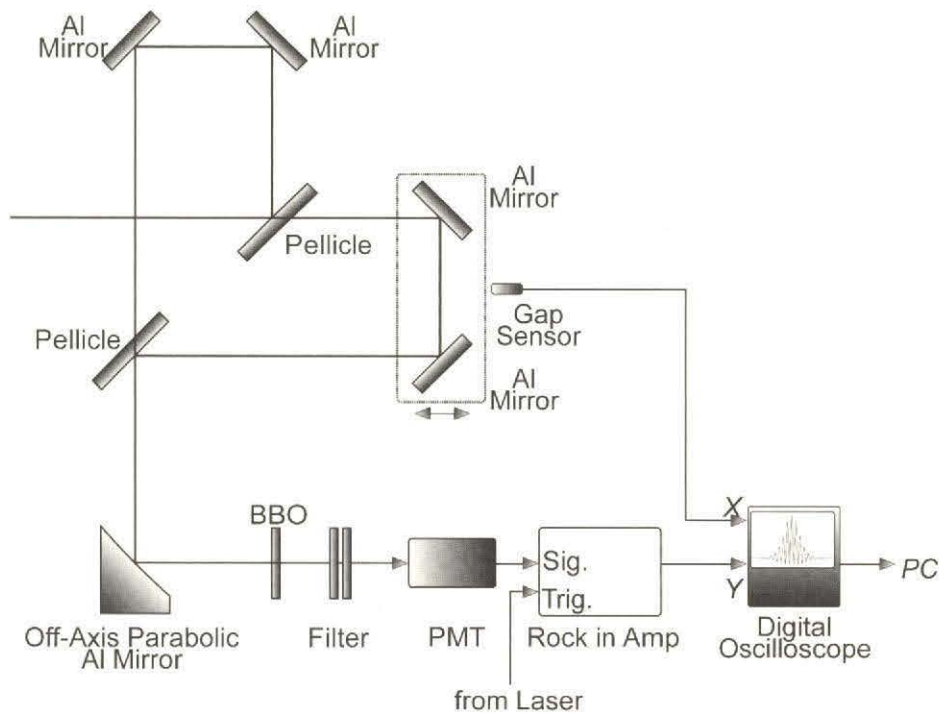 Al
Mirror
Al
Mirror
Al
Mirror
Pellicle
Gap
Sensor
Pellicle
Al
Mirror
BBO
X
Sig.
Y
PC
Trig.
Off-Axis Parabolic
Al Mirror
Filter
PMT
Rock in Amp
Digital
Oscilloscope
from Laser